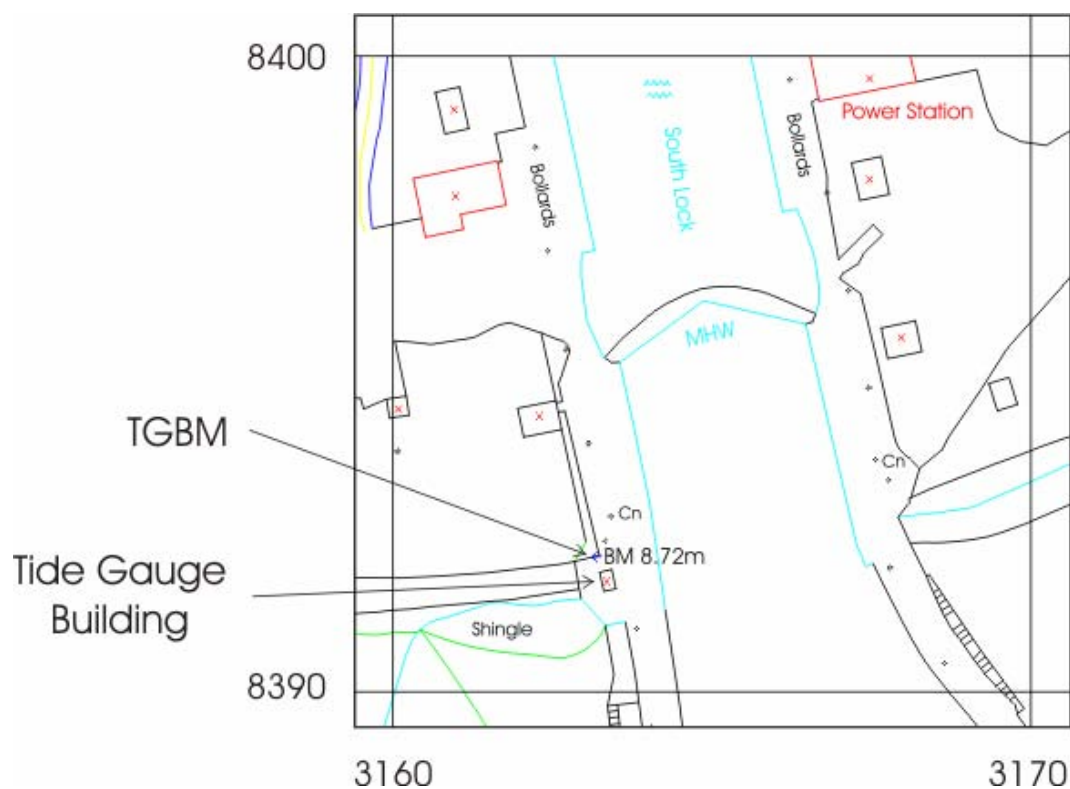 8400
Power Station
Bollards
Bollards
South Lock
MHW
TGBM
Cn
Cn
BM 8.72m
Tide Gauge
Building
Shingle
8390
3160
3170